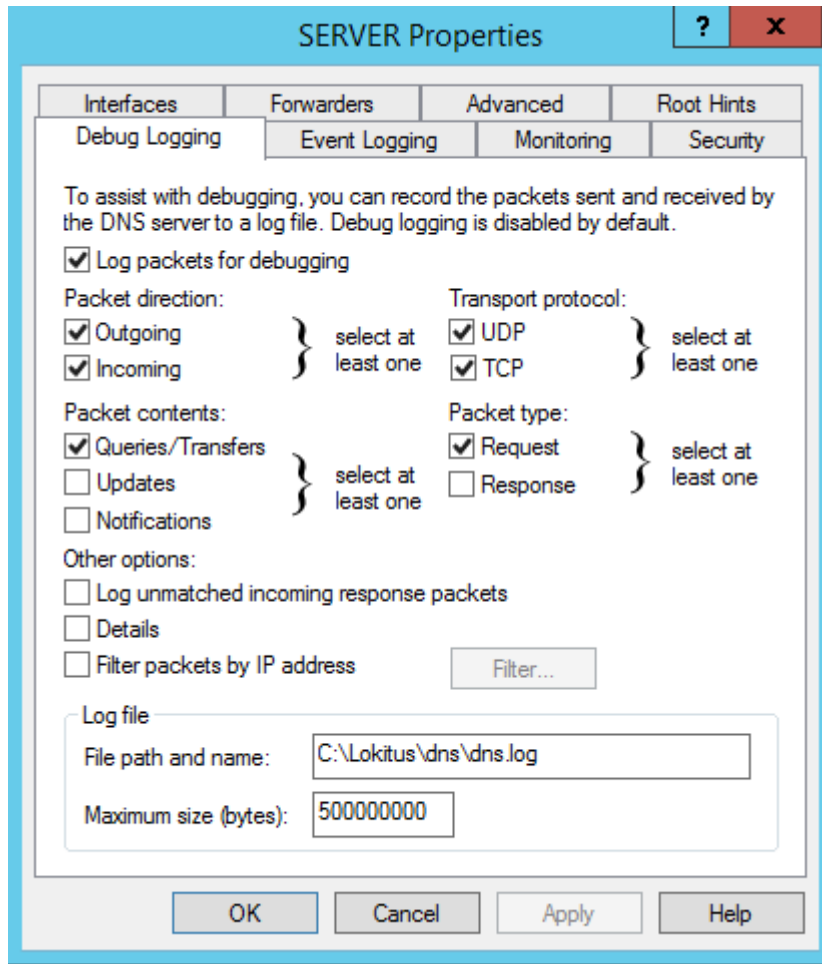 SERVER Properties
?
x
Interfaces
Forwarders
Advanced
Root Hints
Debug Logging
Event Logging
Monitoring
Security
To assist with debugging, you can record the packets sent and received by
the DNS server to a log file. Debug logging is disabled by default.
Log packets for debugging
Packet direction:
Outgoing
Incoming
select at
least one
Transport protocol:
UDP
TCP
select at
least one
Packet contents:
Queries/Transfers
Updates
Notifications
select at
least one
Packet type:
Request
Response
select at
least one
Other options:
Log unmatched incoming response packets
Details
Filter packets by IP address
Filter...
Log file
File path and name:
C:\Lokitus\dns\dns.log
Maximum size (bytes):
500000000
OK
Cancel
Apply
Help